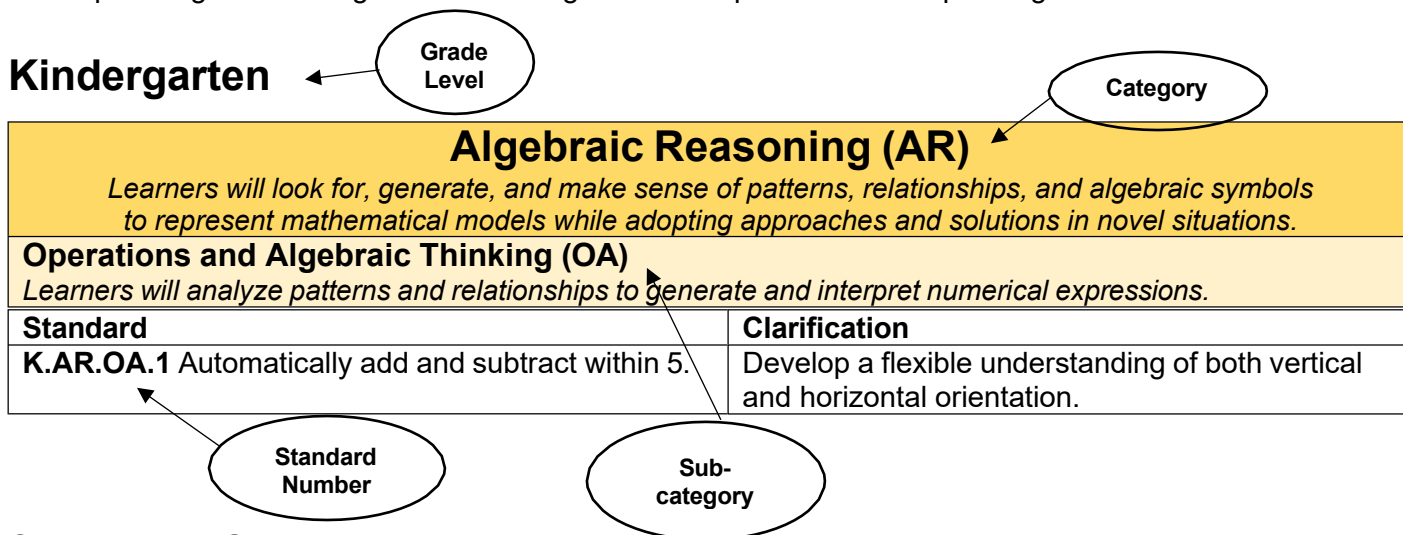 Grade
Level
Kindergarten
Category
Algebraic Reasoning (AR)
Learners will look for, generate, and make sense of patterns, relationships, and algebraic symbols
to represent mathematical models while adopting approaches and solutions in novel situations.
Operations and Algebraic Thinking (OA)
Learners will analyze patterns and relationships to generate and interpret numerical expressions.
Standard
Clarification
K.AR.OA.1 Automatically add and subtract within 5.
Develop a flexible understanding of both vertical
and horizontal orientation.
Standard
Number
Sub-
category